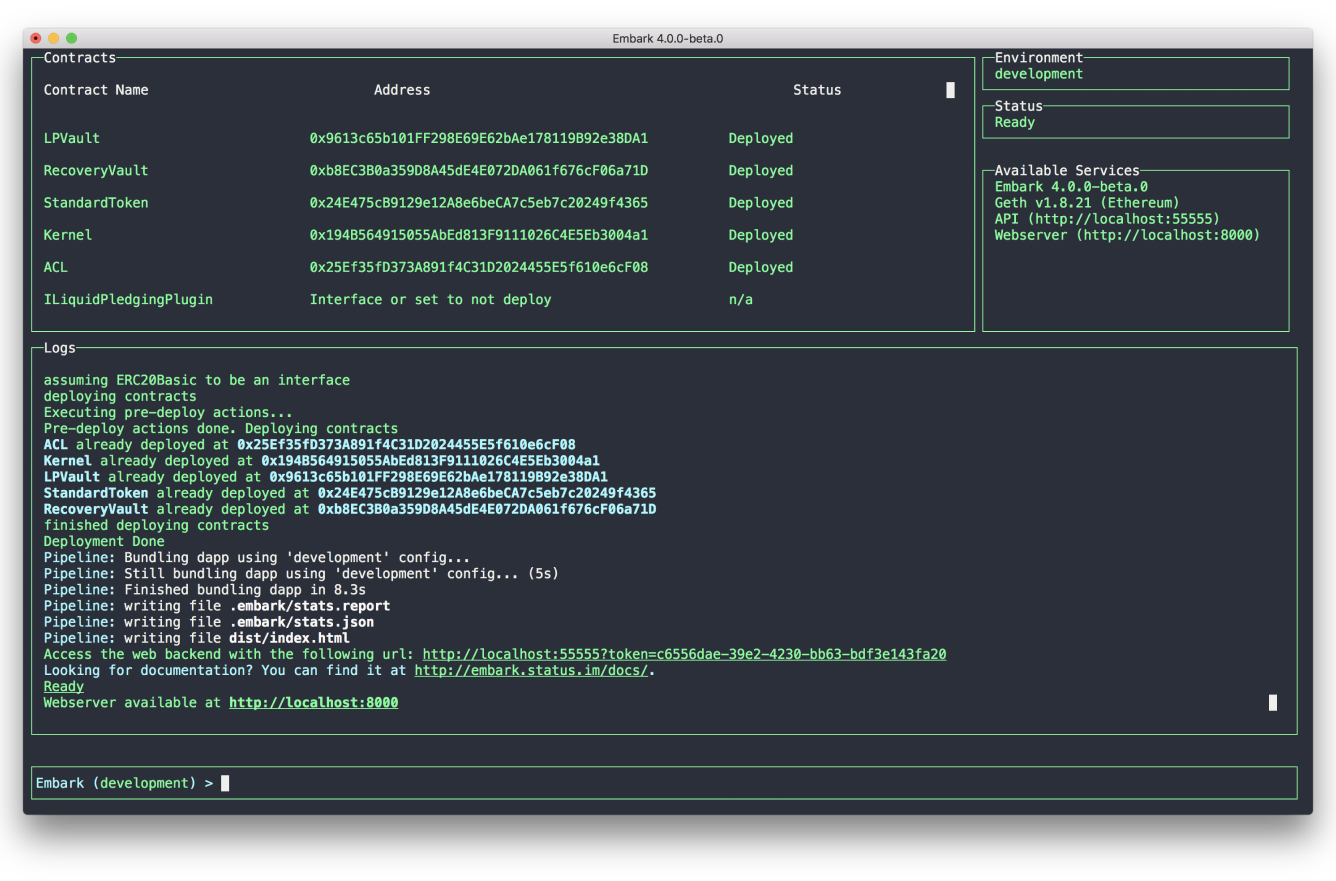 Embark 4.0.0-beta.0
Contracts
Contract Name Address Status
LPVault 0x9613c65b101FF298E69E62bAe178119B92e38DA1 Deployed
RecoveryVault 0xb8EC3B0a359D8A45dE4E072DA061f676cF06a71D Deployed
StandardToken 0x24E475cB9129e12A8e6beCA7c5eb7c20249f4365 Deployed
Kernel 0x194B564915055AbEd813F9111026C4E5Eb3004a1 Deployed
ACL 0x25Ef35fD373A891f4C31D2024455E5f610e6cF08 Deployed
ILiquidPledgingPlugin Interface or set to not deploy n/a
Environment
development
Status
Ready
Available Services
Embark 4.0.0-beta.0
Geth v1.8.21 (Ethereum)
API (http://localhost:55555)
Webserver (http://localhost:8000)
Logs
assuming ERC20Basic to be an interface
deploying contracts
Executing pre-deploy actions...
Pre-deploy actions done. Deploying contracts
ACL already deployed at 0x25Ef35fD373A891f4C31D2024455E5f610e6cF08
Kernel already deployed at 0x194B564915055AbEd813F9111026C4E5Eb3004a1
LPVault already deployed at 0x9613c65b101FF298E69E62bAe178119B92e38DA1
StandardToken already deployed at 0x24E475cB9129e12A8e6beCA7c5eb7c20249f4365
RecoveryVault already deployed at 0xb8EC3B0a359D8A45dE4E072DA061f676cF06a71D
finished deploying contracts
Deployment Done
Pipeline: Bundling dapp using 'development' config...
Pipeline: Still bundling dapp using 'development' config... (5s)
Pipeline: Finished bundling dapp in 8.3s
Pipeline: writing file .embark/stats.report
Pipeline: writing file .embark/stats.json
Pipeline: writing file dist/index.html
Access the web backend with the following url: http://localhost:55555?token=c6556dae-39e2-4230-bb63-bdf3e143fa20
Looking for documentation? You can find it at http://embark.status.im/docs/.
Ready
Webserver available at http://localhost:8000
Embark (development) >